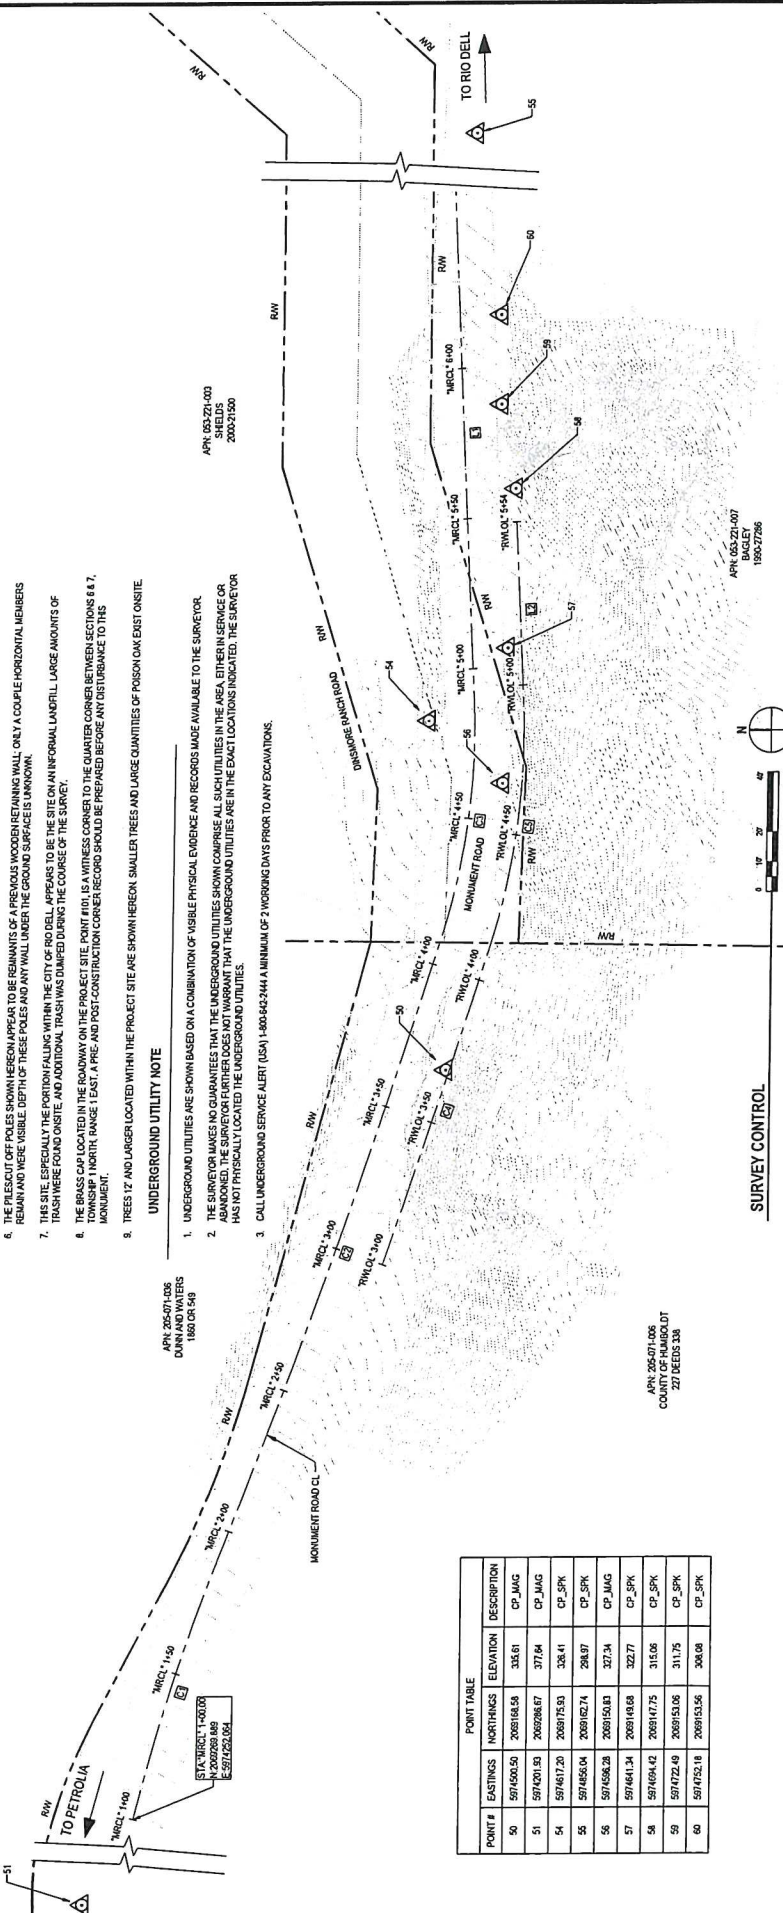 6. THE PILES/CUT OFF POLES SHOWN HEREON APPEAR TO BE REMNANTS OF A PREVIOUS WOODEN RETAINING WALL; ONLY A COUPLE HORIZONTAL MEMBERS
REMAIN AND WERE VISIBLE. DEPTH OF THESE POLES AND ANY WALL UNDER THE GROUND SURFACE IS UNKNOWN.
7. THIS SITE, ESPECIALLY THE PORTION FALLING WITHIN THE CITY OF RIO DELL, APPEARS TO BE THE SITE ON AN INFORMAL LANDFILL. LARGE AMOUNTS OF
TRASH WERE FOUND ONSITE, AND ADDITIONAL TRASH WAS DUMPED DURING THE COURSE OF THE SURVEY.
8. THE BRASS CAP LOCATED IN THE ROADWAY ON THE PROJECT SITE, POINT #101, IS A WITNESS CORNER TO THE QUARTER CORNER BETWEEN SECTIONS 6 & 7,
TOWNSHIP 1 NORTH, RANGE 1 EAST. A PRE- AND POST-CONSTRUCTION CORNER RECORD SHOULD BE PREPARED BEFORE ANY DISTURBANCE TO THIS
MONUMENT.
9. TREES 12" AND LARGER LOCATED WITHIN THE PROJECT SITE ARE SHOWN HEREON. SMALLER TREES AND LARGE QUANTITIES OF POISON OAK EXIST ONSITE.
UNDERGROUND UTILITY NOTE
1. UNDERGROUND UTILITIES ARE SHOWN BASED ON A COMBINATION OF VISIBLE PHYSICAL EVIDENCE AND RECORDS MADE AVAILABLE TO THE SURVEYOR.
2. THE SURVEYOR MAKES NO GUARANTEES THAT THE UNDERGROUND UTILITIES SHOWN COMPRISE ALL SUCH UTILITIES IN THE AREA, EITHER IN SERVICE OR
ABANDONED. THE SURVEYOR FURTHER DOES NOT WARRANT THAT THE UNDERGROUND UTILITIES ARE IN THE EXACT LOCATIONS INDICATED. THE SURVEYOR
HAS NOT PHYSICALLY LOCATED THE UNDERGROUND UTILITIES.
3. CALL UNDERGROUND SERVICE ALERT (USA) 1-800-642-2444 A MINIMUM OF 2 WORKING DAYS PRIOR TO ANY EXCAVATIONS.
51
R/W
TO PETROLIA
"MRCL" 1+00
STA:"MRCL" 1+00.00
N:2069269.889
E:5974252.064
"MRCL" 1+50
C1
"MRCL" 2+00
R/W
MONUMENT ROAD CL
"MRCL" 2+50
APN: 205-071-036
DUNN AND WATERS
1860 OR 549
"MRCL" 3+00
C2
"RWLOL" 3+00
R/W
"MRCL" 3+50
"RWLOL" 3+50
C4
50
"MRCL" 4+00
"RWLOL" 4+00
R/W
"MRCL" 4+50
C3
MONUMENT ROAD
"RWLOL" 4+50
C5
R/W
56
54
DINSMORE RANCH ROAD
R/W
"MRCL" 5+00
"RWLOL" 5+00
57
R/W
L2
"MRCL" 5+50
"RWLOL" 5+54
58
L1
59
"MRCL" 6+00
60
R/W
R/W
APN: 053-221-003
SHIELDS
2000-21500
APN: 053-221-007
BAGLEY
1990-27266
APN: 205-071-006
COUNTY OF HUMBOLDT
227 DEEDS 338
R/W
R/W
TO RIO DELL
55
POINT TABLE
POINT # EASTINGS NORTHINGS ELEVATION DESCRIPTION
50 5974500.50 2069168.58 335.61 CP_MAG
51 5974201.93 2069286.67 377.64 CP_MAG
54 5974617.20 2069175.93 326.41 CP_SPK
55 5974856.04 2069162.74 298.97 CP_SPK
56 5974596.28 2069150.83 327.34 CP_MAG
57 5974641.34 2069149.68 322.77 CP_SPK
58 5974694.42 2069147.75 315.06 CP_SPK
59 5974722.49 2069153.06 311.75 CP_SPK
60 5974752.18 2069153.56 308.08 CP_SPK
SURVEY CONTROL
0 10' 20' 40'
N